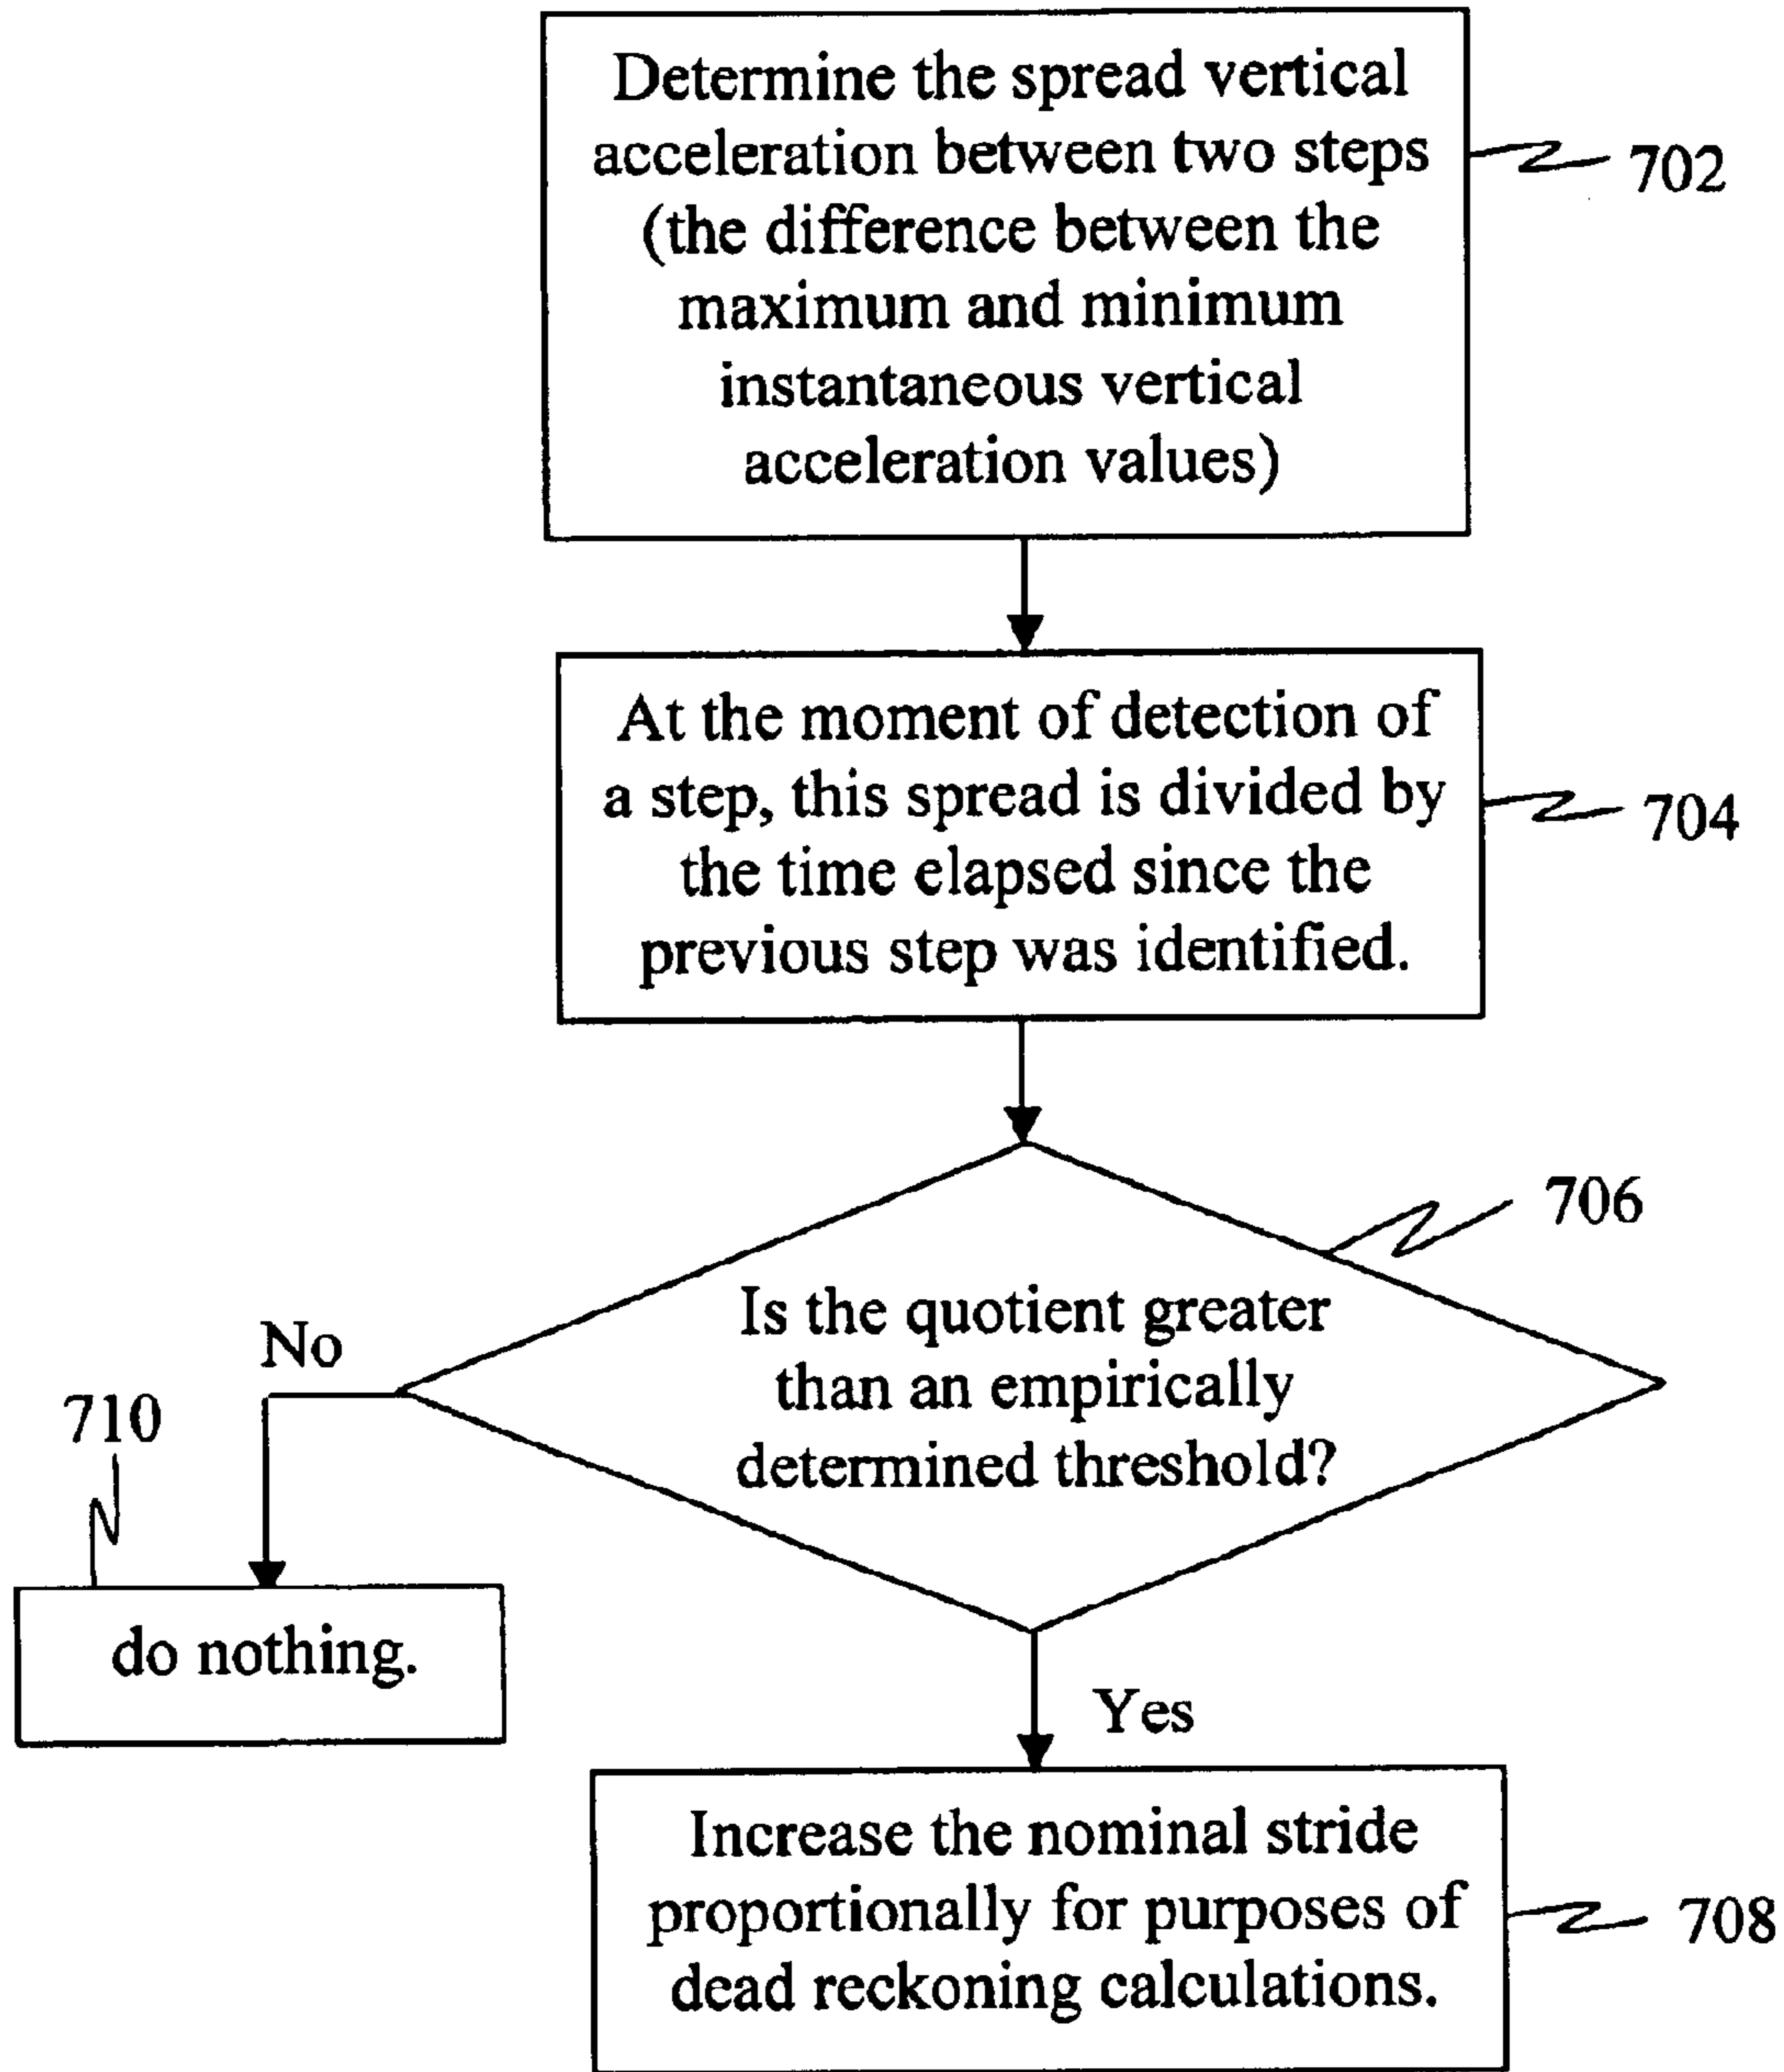 Determine the spread vertical
acceleration between two steps
(the difference between the
maximum and minimum
instantaneous vertical
acceleration values)
702
At the moment of detection of
a step, this spread is divided by
the time elapsed since the
previous step was identified.
704
706
Is the quotient greater
than an empirically
determined threshold?
No
710
do nothing.
Yes
Increase the nominal stride
proportionally for purposes of
dead reckoning calculations.
708